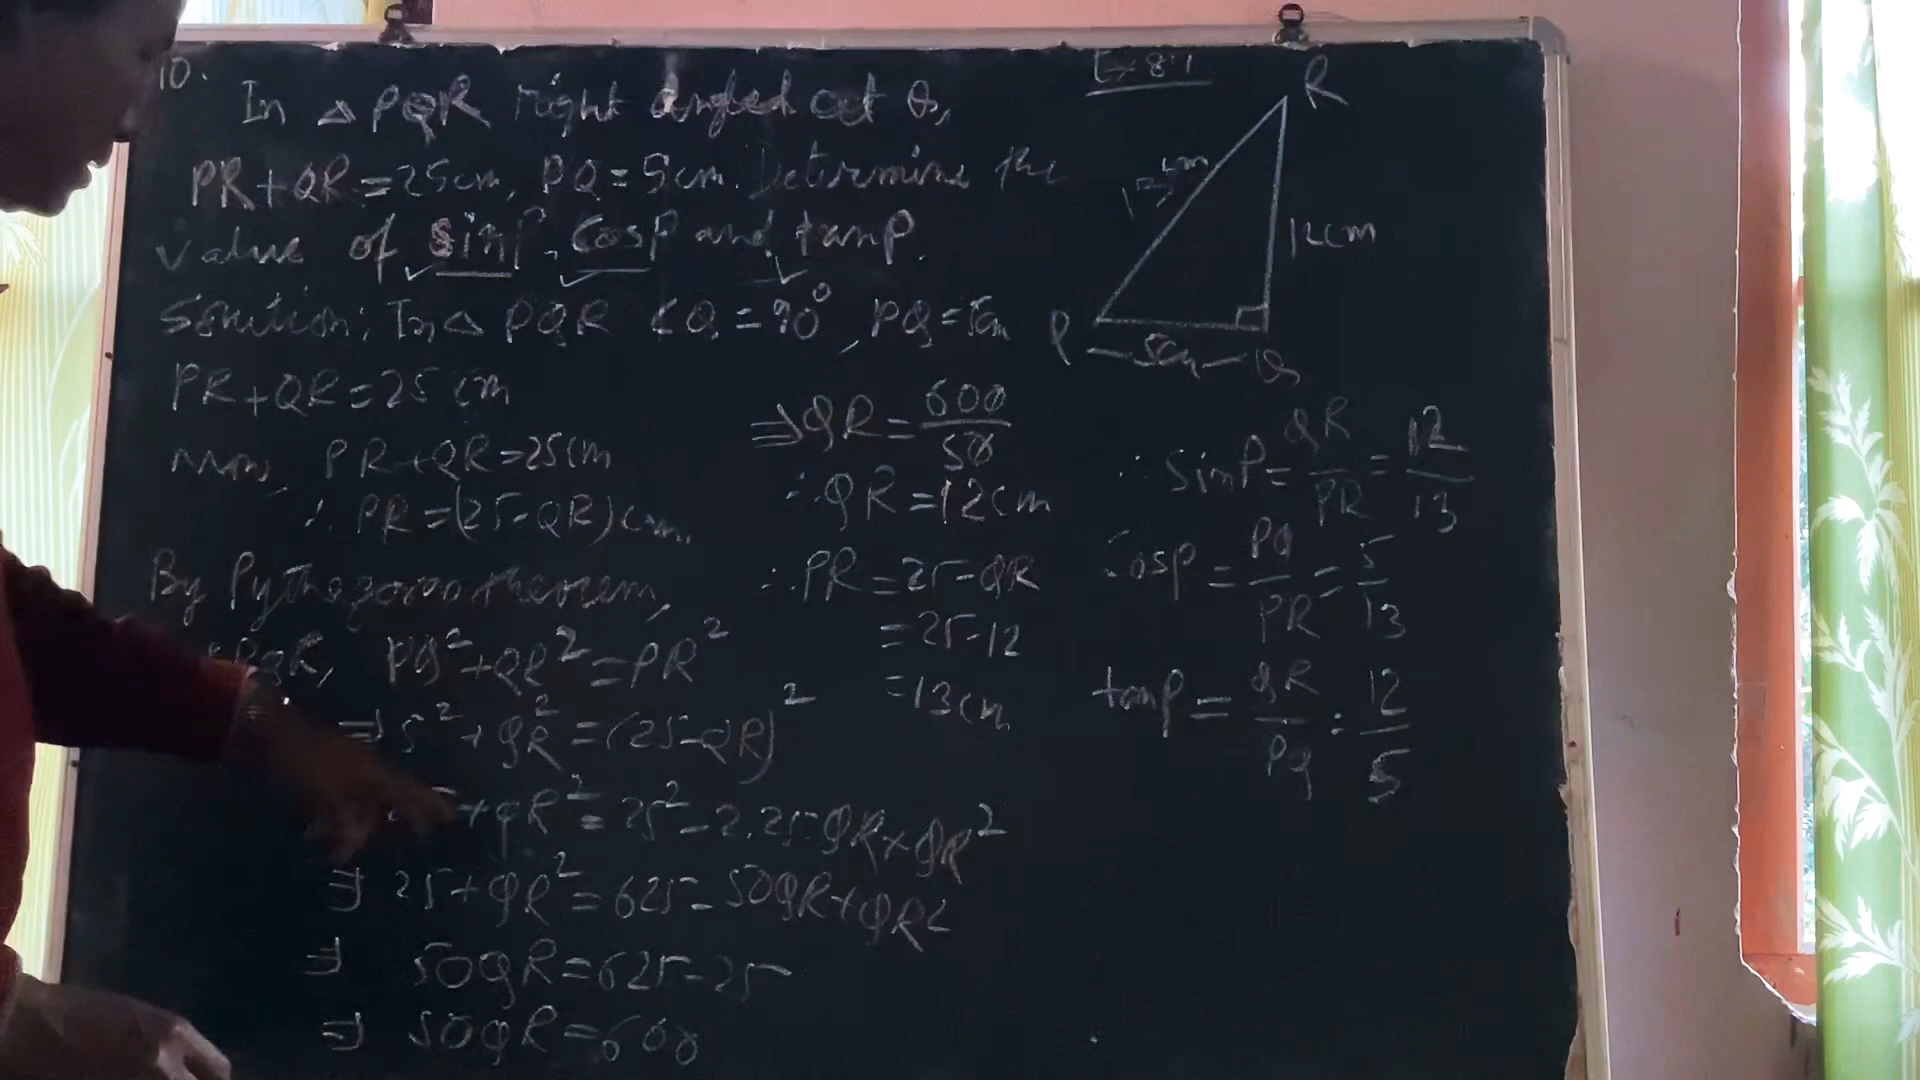 10.
In △ PQR right angled at Q,
PR+QR=25cm, PQ=5cm. Determine the
value of sinP, CosP and tanP.
Solution; In △ PQR ∠Q=90°, PQ=5cm
PR+QR=25cm
Now, PR+QR=25cm
∴ PR=(25-QR)cm.
By Pythagoras theorem,
PQR, PQ²+QR²=PR²
⇒ 5²+QR²=(25-QR)²
+QR²=25²-2.25.QR+QR²
⇒ 25+QR²=625-50QR+QR²
⇒ 50QR=625-25
⇒ 50QR=600
⇒QR=600/50
∴QR=12cm
∴PR=25-QR
=25-12
=13cm
Ex 8.1
R
13cm
12cm
P 5cm Q
∴ sinP=QR/PR=12/13
CosP=PQ/PR=5/13
tanP=QR/PQ=12/5